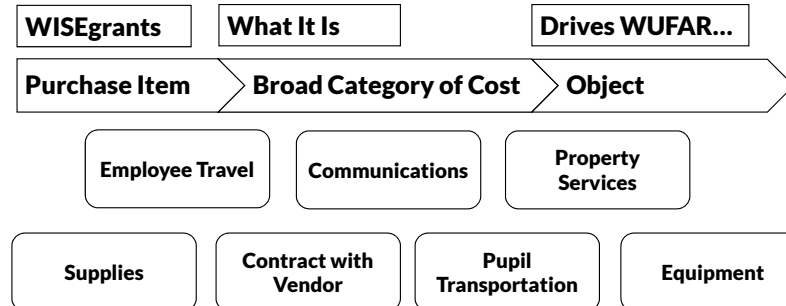 WISEgrants
What It Is
Drives WUFAR...
Purchase Item
Broad Category of Cost
Object
Employee Travel
Communications
Property
Services
Supplies
Contract with
Vendor
Pupil
Transportation
Equipment